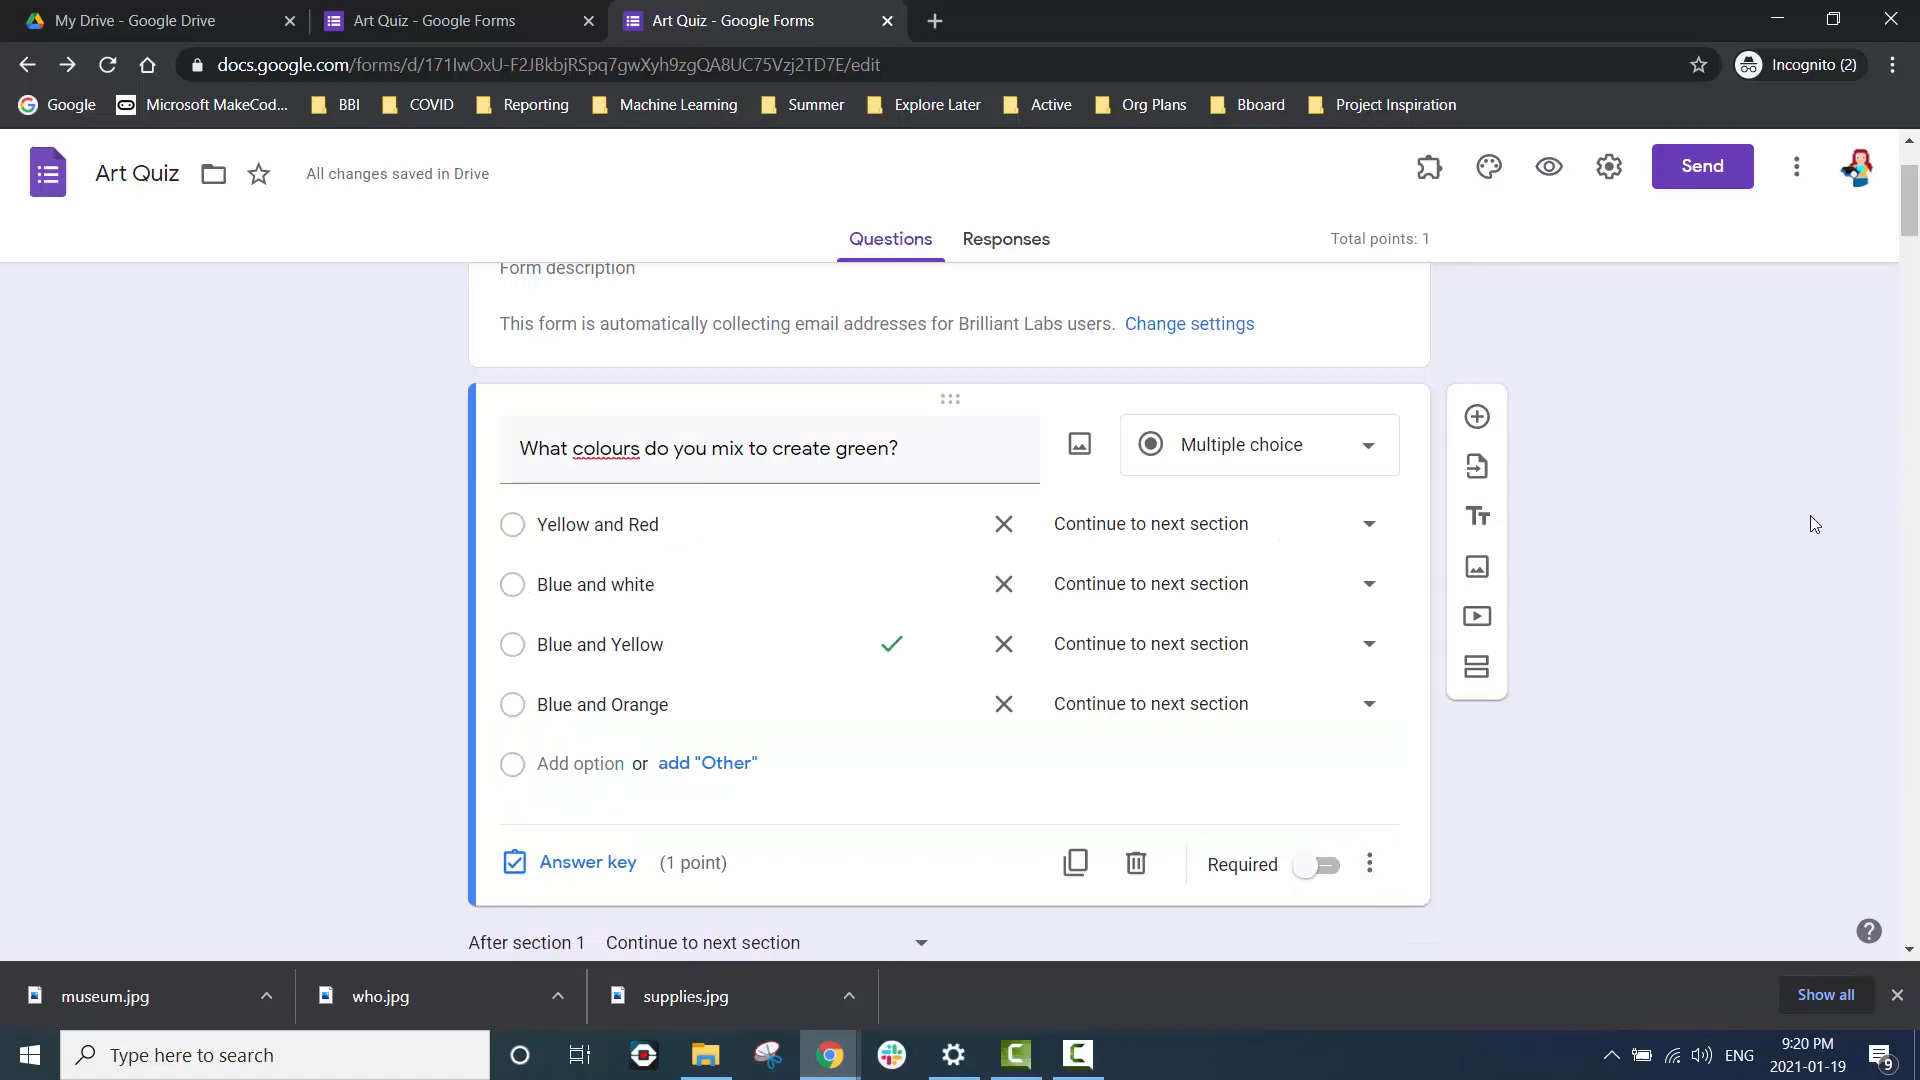 My Drive - Google Drive
Art Quiz - Google Forms
Art Quiz - Google Forms
docs.google.com/forms/d/171IwOxU-F2JBkbjRSpq7gwXyh9zgQA8UC75Vzj2TD7E/edit
Incognito (2)
Google
Microsoft MakeCod...
BBI
COVID
Reporting
Machine Learning
Summer
Explore Later
Active
Org Plans
Bboard
Project Inspiration
Art Quiz
All changes saved in Drive
Send
Questions
Responses
Total points: 1
Form description
This form is automatically collecting email addresses for Brilliant Labs users. Change settings
What colours do you mix to create green?
Multiple choice
Yellow and Red
Continue to next section
Blue and white
Continue to next section
Blue and Yellow
Continue to next section
Blue and Orange
Continue to next section
Add option or add "Other"
Answer key (1 point)
Required
After section 1 Continue to next section
museum.jpg
who.jpg
supplies.jpg
Show all
Type here to search
ENG
9:20 PM
2021-01-19
9